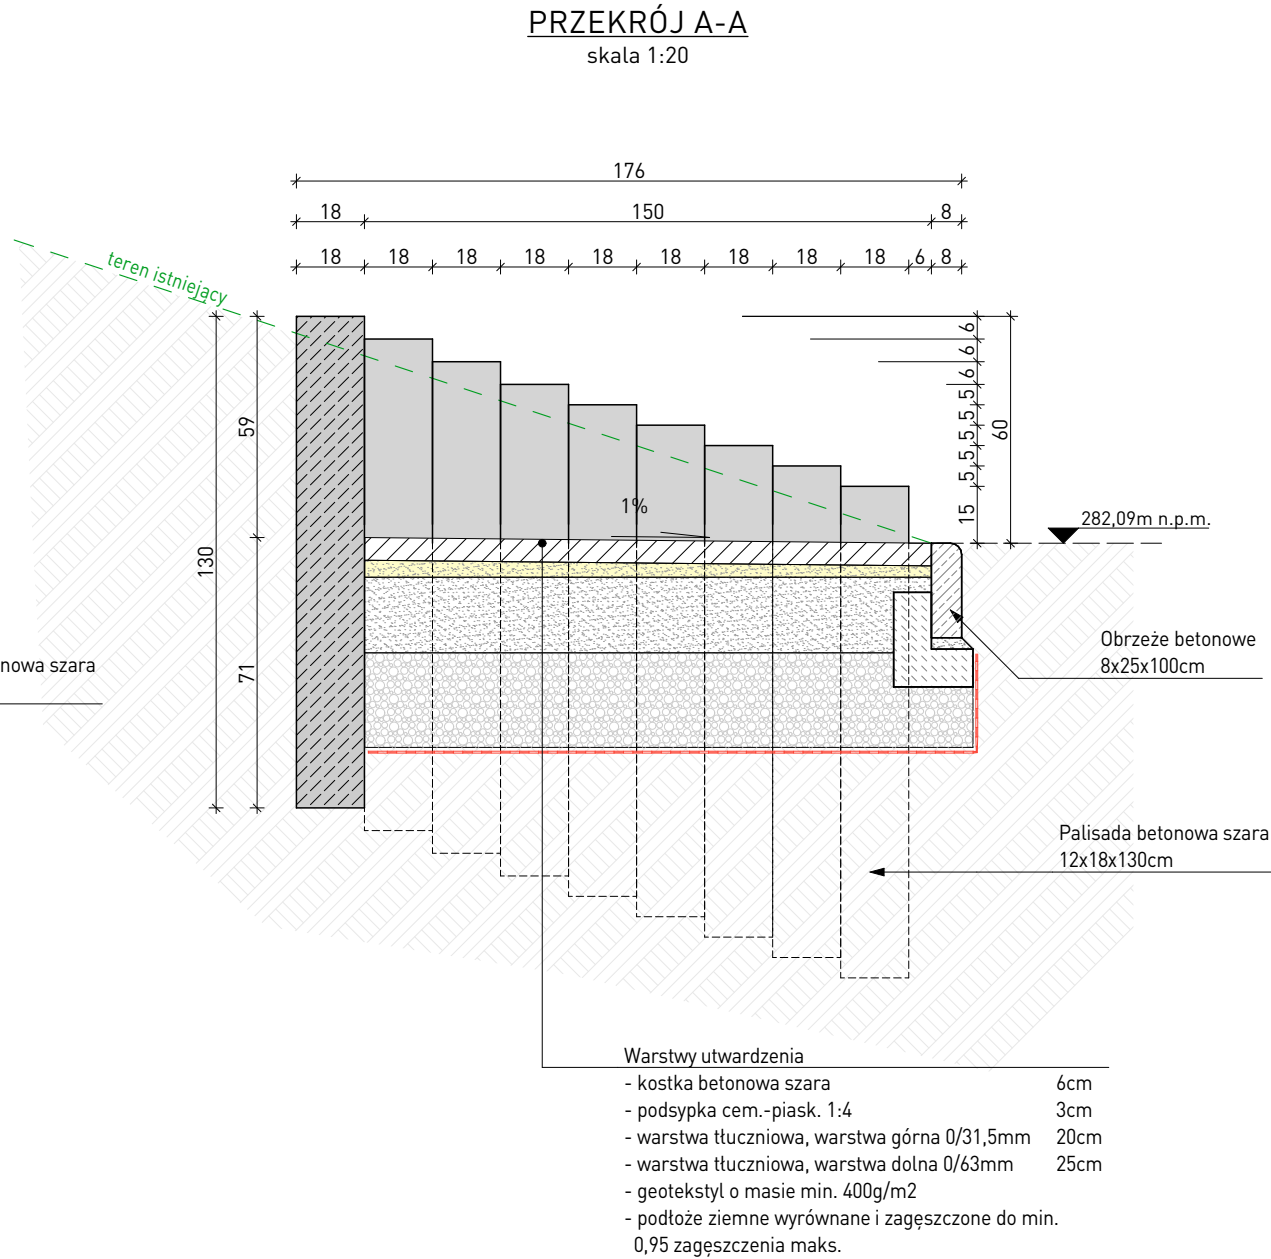 PRZEKRÓJ A-A
skala 1:20
176
18 150 8
18 18 18 18 18 18 18 18 18 6 8
teren istniejący
6
6
6
5
5
5
5
5
15
60
59
130
71
1%
282,09m n.p.m.
Obrzeże betonowe
8x25x100cm
nowa szara
Palisada betonowa szara
12x18x130cm
Warstwy utwardzenia
- kostka betonowa szara 6cm
- podsypka cem.-piask. 1:4 3cm
- warstwa tłuczniowa, warstwa górna 0/31,5mm 20cm
- warstwa tłuczniowa, warstwa dolna 0/63mm 25cm
- geotekstyl o masie min. 400g/m2
- podłoże ziemne wyrównane i zagęszczone do min.
0,95 zagęszczenia maks.